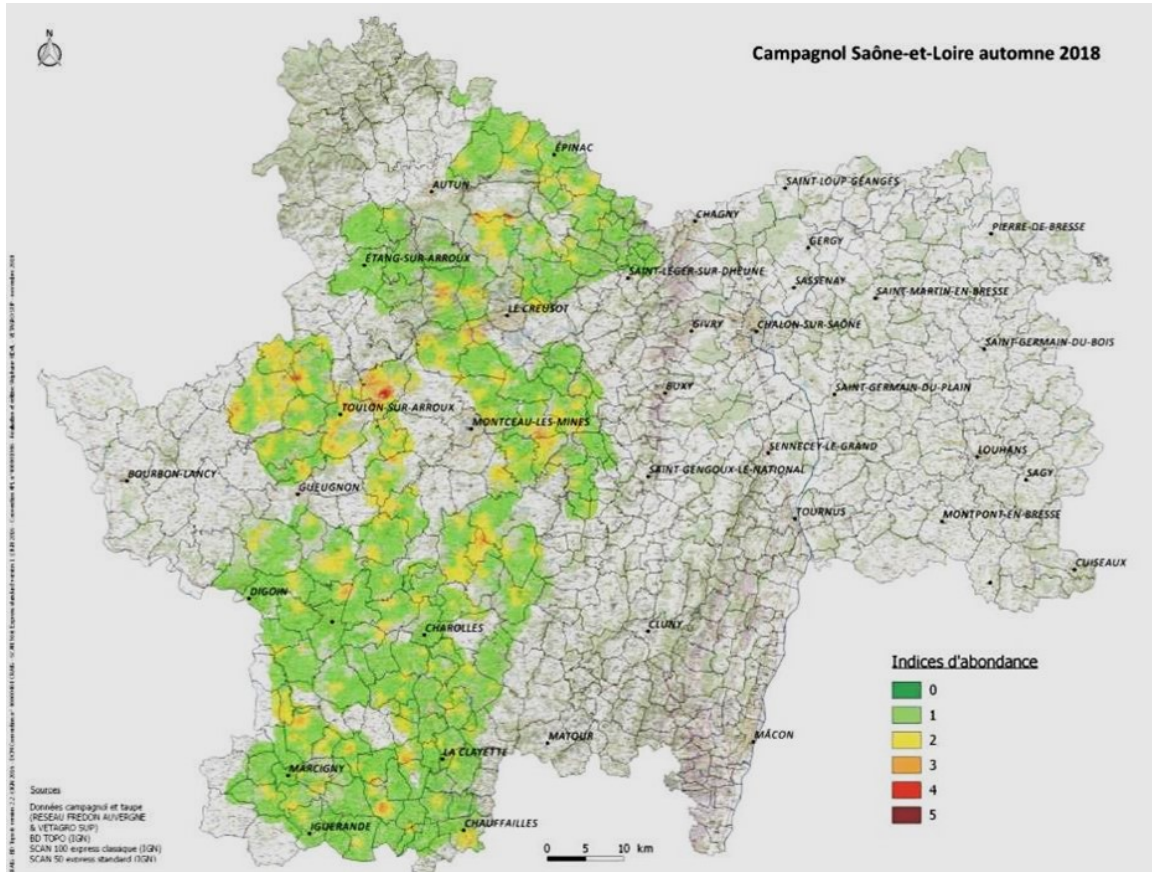 N
Campagnol Saône-et-Loire automne 2018
ÉPINAC
AUTUN
SAINT-LOUP-GÉANGES
CHAGNY
PIERRE-DE-BRESSE
GERGY
ÉTANG-SUR-ARROUX
SAINT-LÉGER-SUR-DHEUNE
SASSENAY
SAINT-MARTIN-EN-BRESSE
LE CREUSOT
GIVRY
CHALON-SUR-SAÔNE
SAINT-GERMAIN-DU-BOIS
BUXY
SAINT-GERMAIN-DU-PLAIN
TOULON-SUR-ARROUX
MONTCEAU-LES-MINES
SENNECEY-LE-GRAND
LOUHANS
BOURBON-LANCY
SAINT-GENGOUX-LE-NATIONAL
SAGY
GUEUGNON
TOURNUS
MONTPONT-EN-BRESSE
CUISEAUX
DIGOIN
CHAROLLES
CLUNY
Indices d'abondance
0
1
2
3
4
5
MATOUR
MÂCON
LA CLAYETTE
MARCIGNY
IGUERANDE
CHAUFFAILLES
0 5 10 km
Sources
Données campagnol et taupe
(RESEAU FREDON AUVERGNE
& VETAGRO SUP)
BD TOPO (IGN)
SCAN 100 express classique (IGN)
SCAN 50 express standard (IGN)